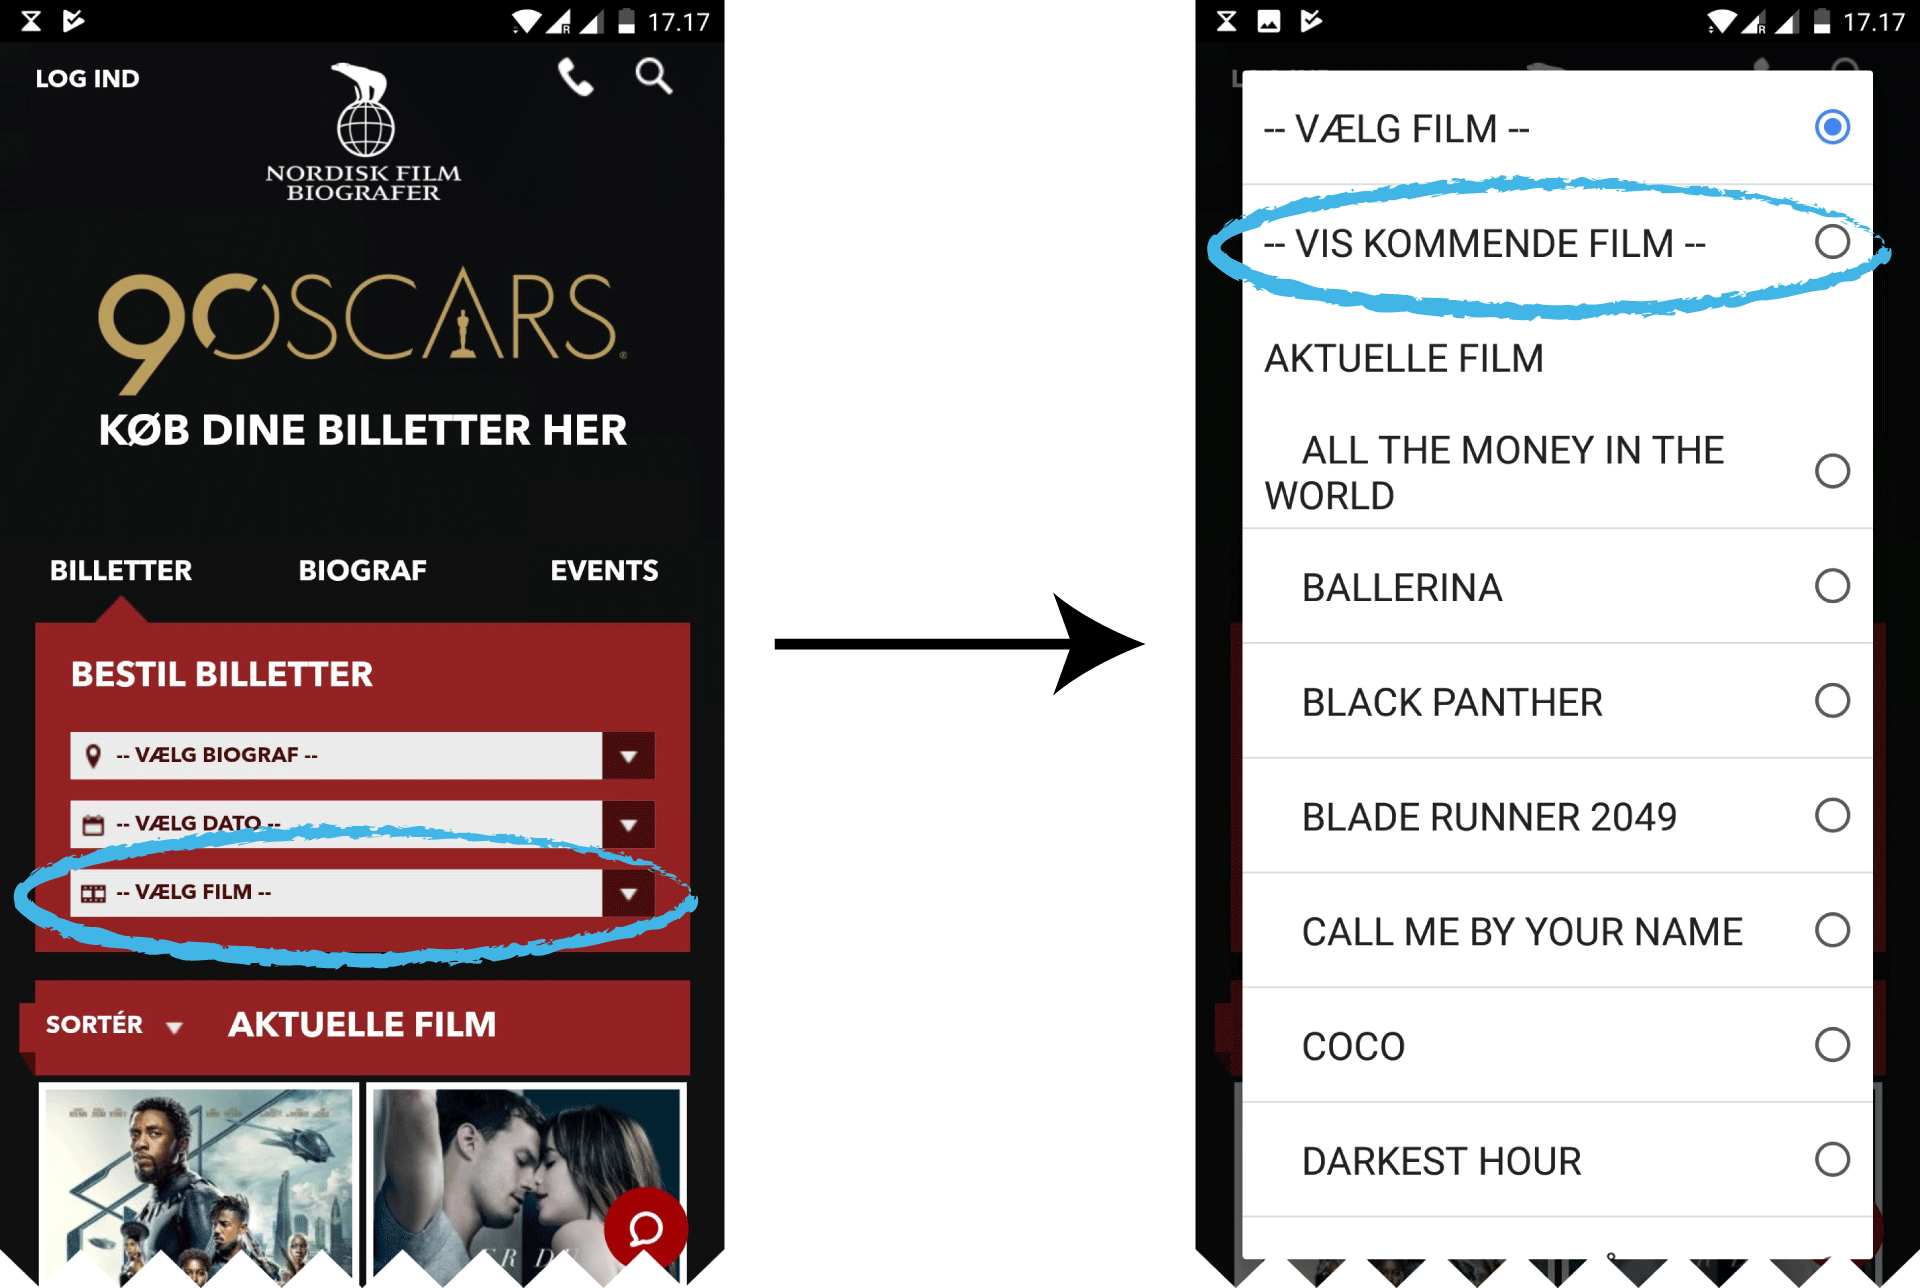 17.17
LOG IND
NORDISK FILM
BIOGRAFER
90SCARS
KØB DINE BILLETTER HER
BILLETTER BIOGRAF EVENTS
BESTIL BILLETTER
-- VÆLG BIOGRAF --
-- VÆLG DATO --
-- VÆLG FILM --
SORTÉR AKTUELLE FILM
17.17
-- VÆLG FILM --
-- VIS KOMMENDE FILM --
AKTUELLE FILM
ALL THE MONEY IN THE
WORLD
BALLERINA
BLACK PANTHER
BLADE RUNNER 2049
CALL ME BY YOUR NAME
COCO
DARKEST HOUR